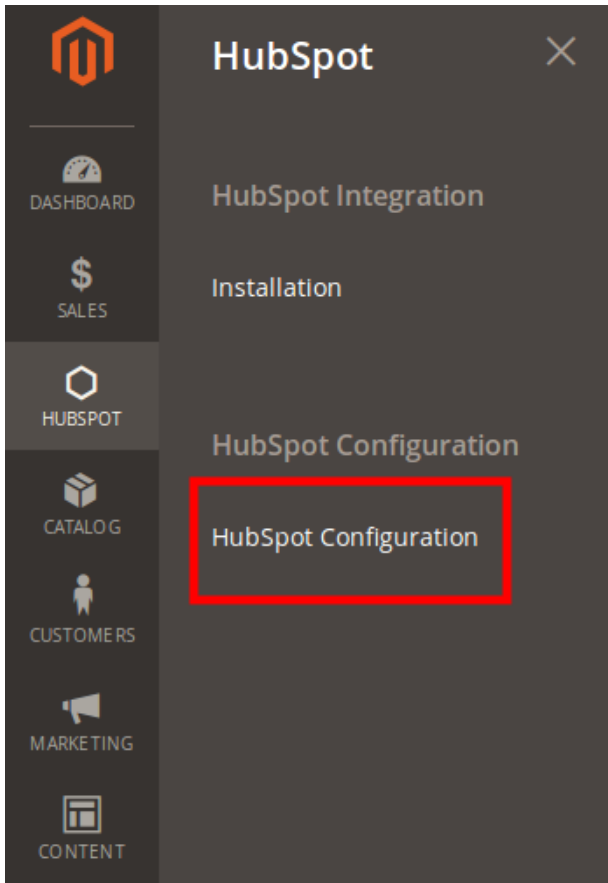 DASHBOARD
SALES
HUBSPOT
CATALOG
CUSTOMERS
MARKETING
CONTENT
HubSpot
HubSpot Integration
Installation
HubSpot Configuration
HubSpot Configuration